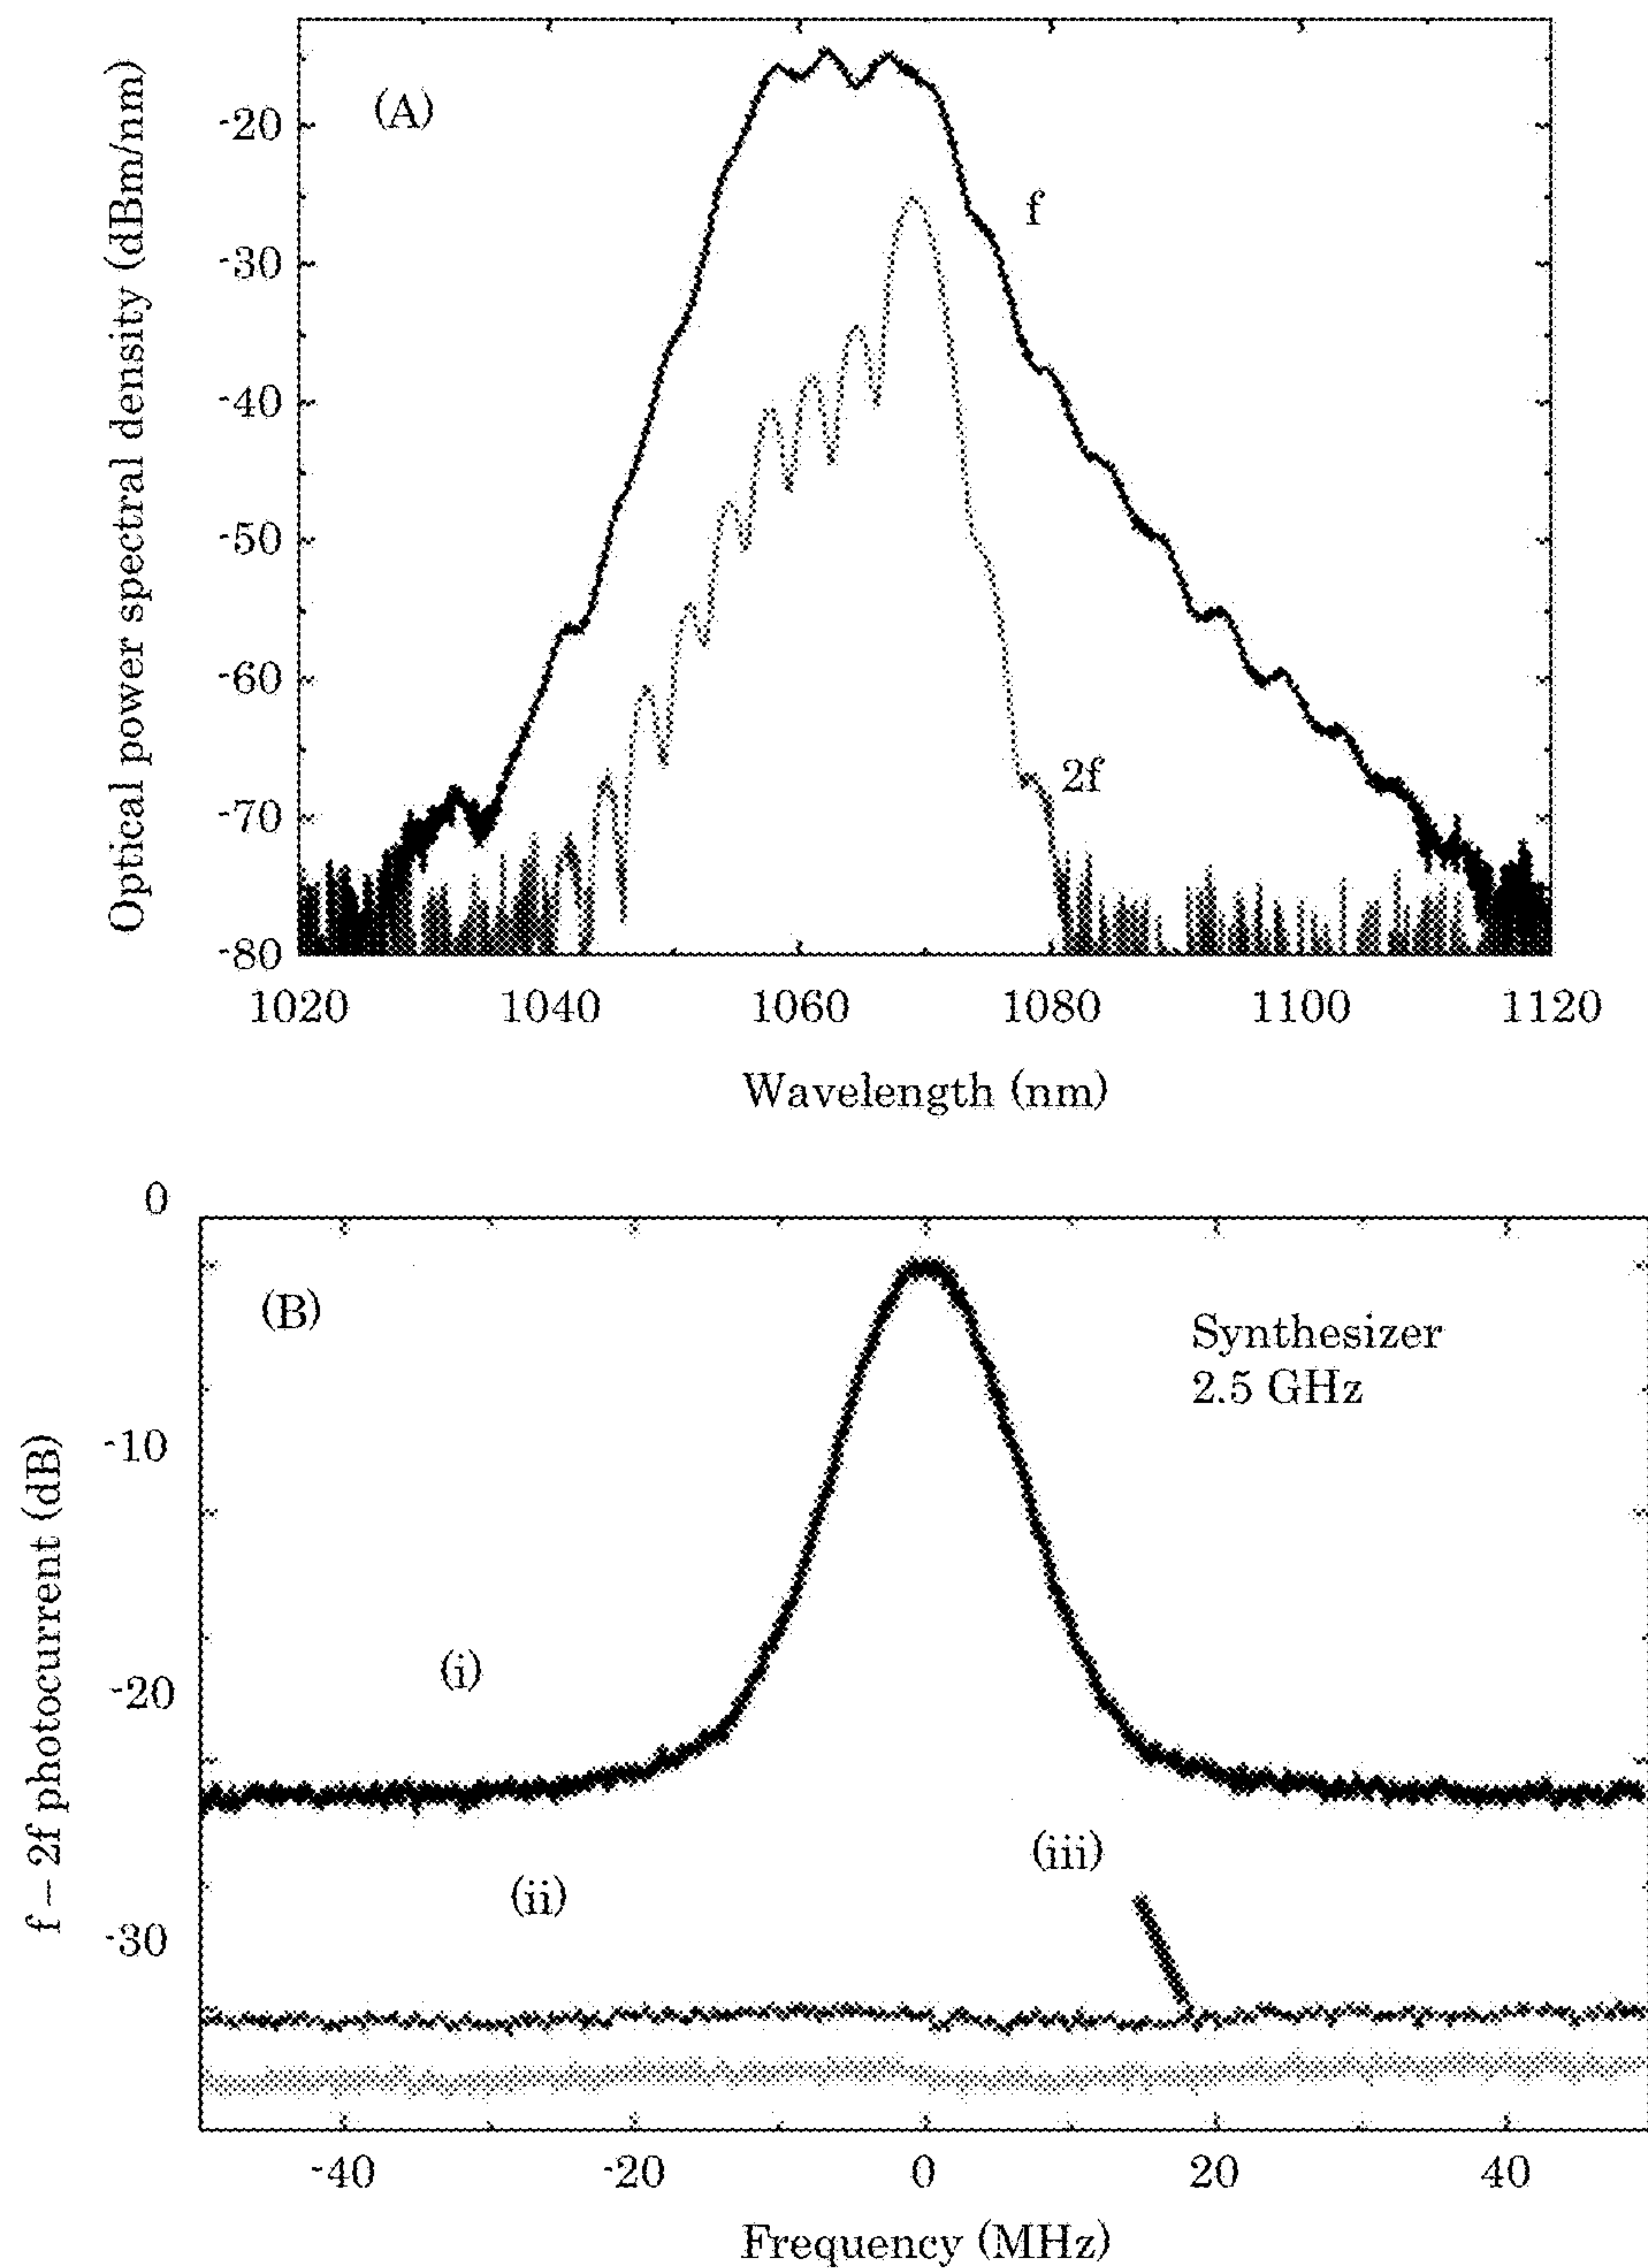 Optical power spectral density (dBm/nm)
(A)
-20
-30
-40
-50
-60
-70
-80
f
2f
1020 1040 1060 1080 1100 1120
Wavelength (nm)
f – 2f photocurrent (dB)
0
-10
-20
-30
(B)
Synthesizer
2.5 GHz
(i)
(ii)
(iii)
-40 -20 0 20 40
Frequency (MHz)